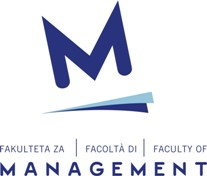 M
FAKULTETA ZA | FACOLTÀ DI | FACULTY OF
MANAGEMENT